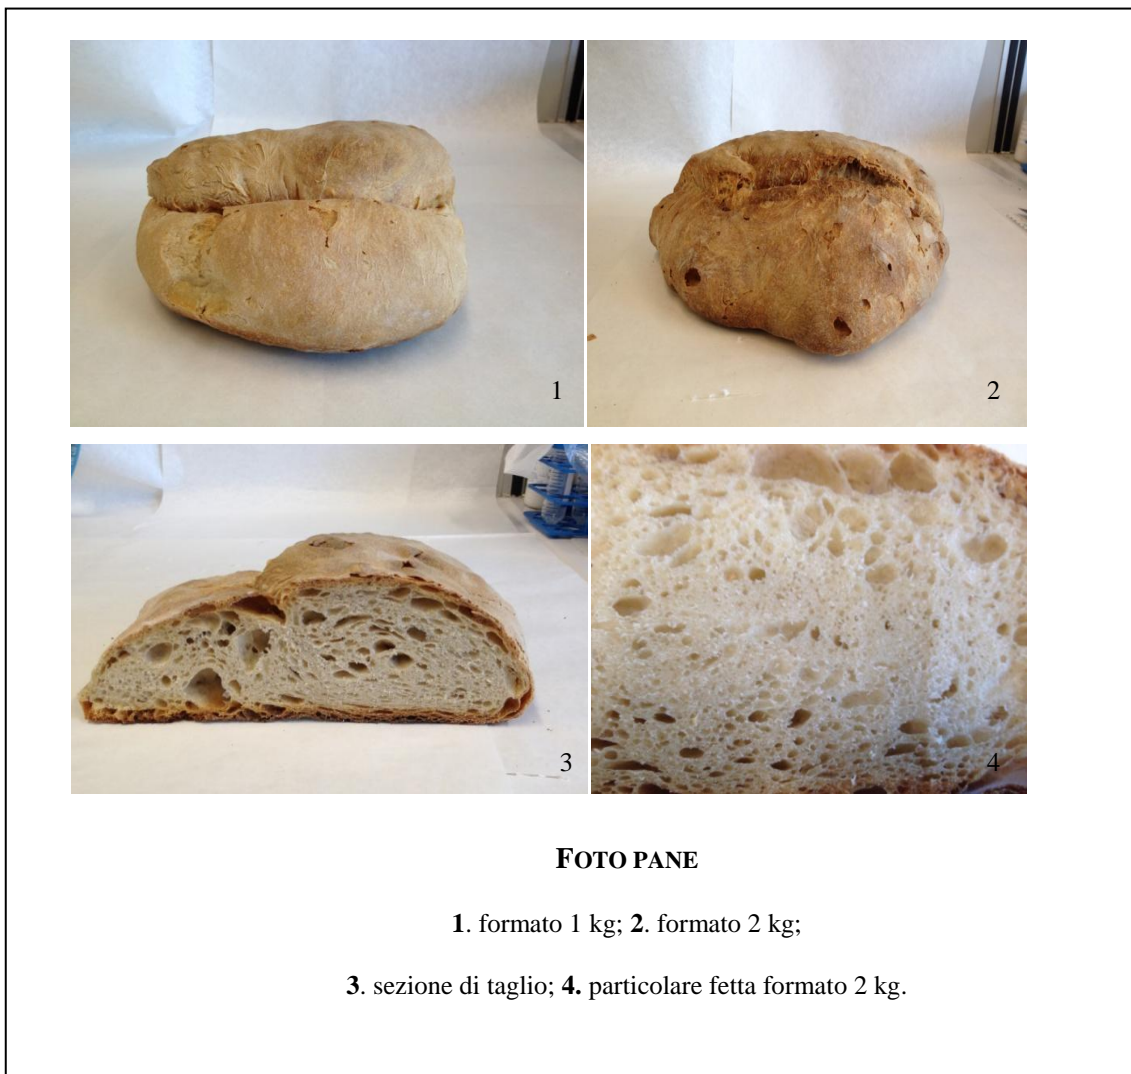 1
2
3
4
FOTO PANE
1. formato 1 kg; 2. formato 2 kg;
3. sezione di taglio; 4. particolare fetta formato 2 kg.